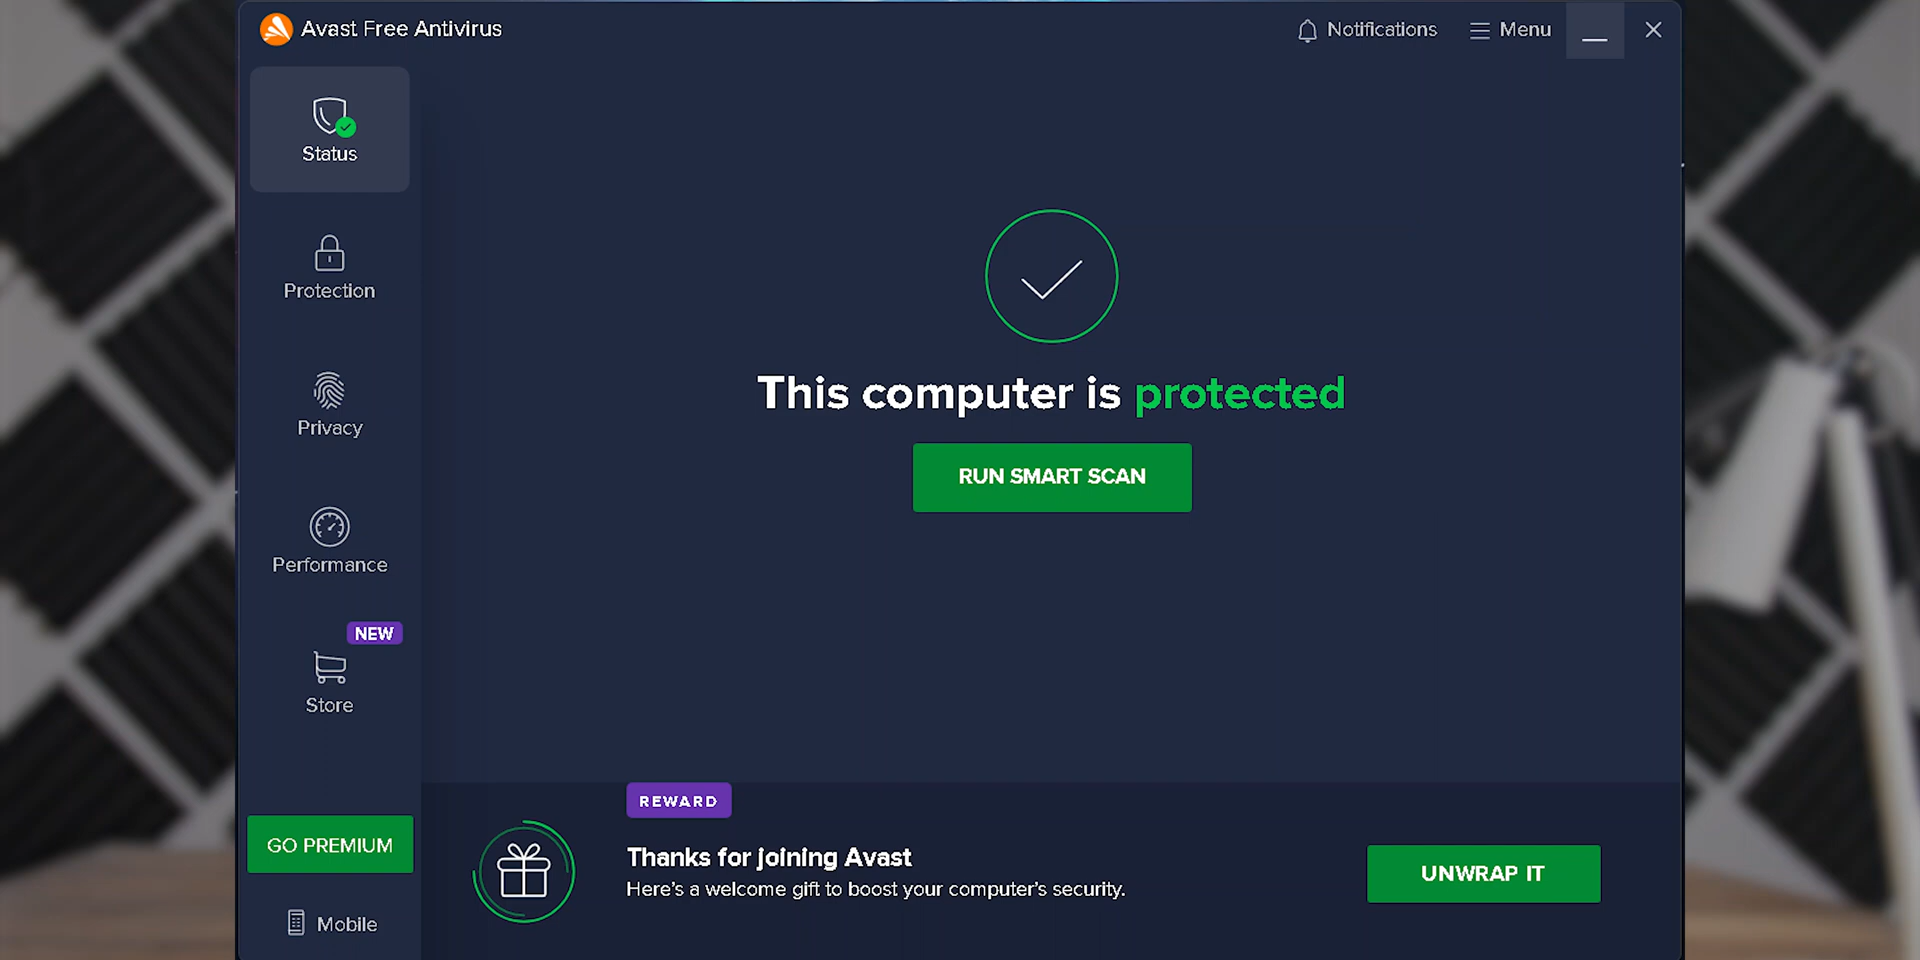 Avast Free Antivirus
Notifications
Menu
Status
Protection
Privacy
Performance
NEW
Store
GO PREMIUM
Mobile
This computer is protected
RUN SMART SCAN
REWARD
Thanks for joining Avast
Here's a welcome gift to boost your computer's security.
UNWRAP IT